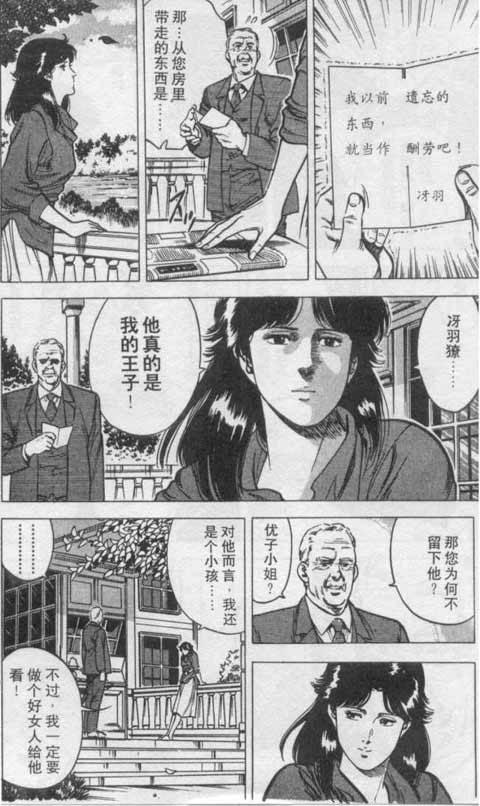 我以前 遗忘的
东西，
就当作 酬劳吧！
冴羽
那…从您房里
带走的东西是……
冴羽獠……
他真的是
我的王子！
那您为何不
留下他？
优子小姐？
对他而言，我还
是个小孩……
…………
不过，我一定要
做个好女人给他
看！